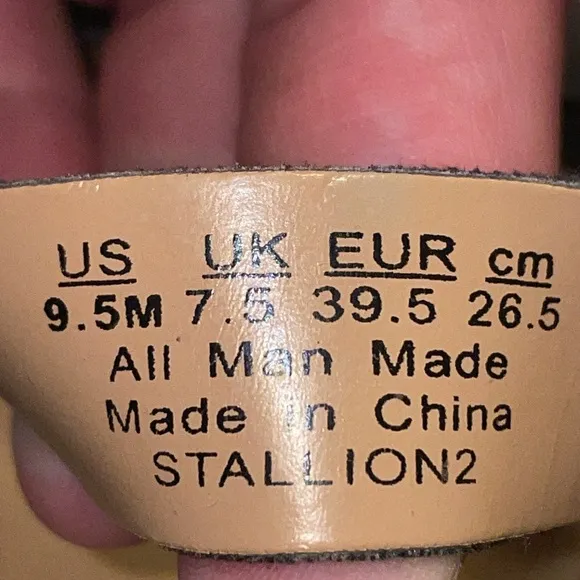 US UK EUR cm
9.5M 7.5 39.5 26.5
All Man Made
Made in China
STALLION2